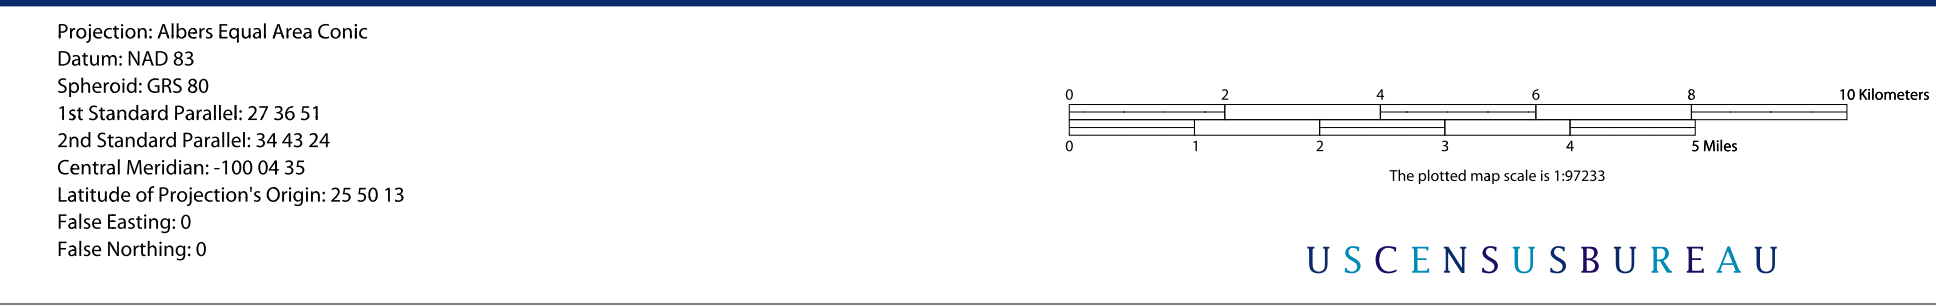 Projection: Albers Equal Area Conic
Datum: NAD 83
Spheroid: GRS 80
1st Standard Parallel: 27 36 51
2nd Standard Parallel: 34 43 24
Central Meridian: -100 04 35
Latitude of Projection's Origin: 25 50 13
False Easting: 0
False Northing: 0
0 2 4 6 8 10 Kilometers
0 1 2 3 4 5 Miles
The plotted map scale is 1:97233
USCENSUSBUREAU